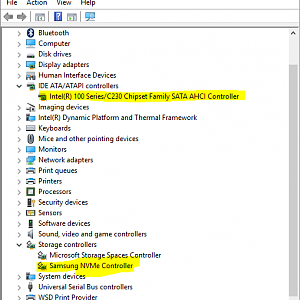 File Action View Help
Bluetooth
Computer
Disk drives
Display adapters
Human Interface Devices
IDE ATA/ATAPI controllers
Intel(R) 100 Series/C230 Chipset Family SATA AHCI Controller
Imaging devices
Intel(R) Dynamic Platform and Thermal Framework
Keyboards
Mice and other pointing devices
Monitors
Network adapters
Print queues
Printers
Processors
Security devices
Sensors
Software devices
Sound, video and game controllers
Storage controllers
Microsoft Storage Spaces Controller
Samsung NVMe Controller
System devices
Universal Serial Bus controllers
WSD Print Provider